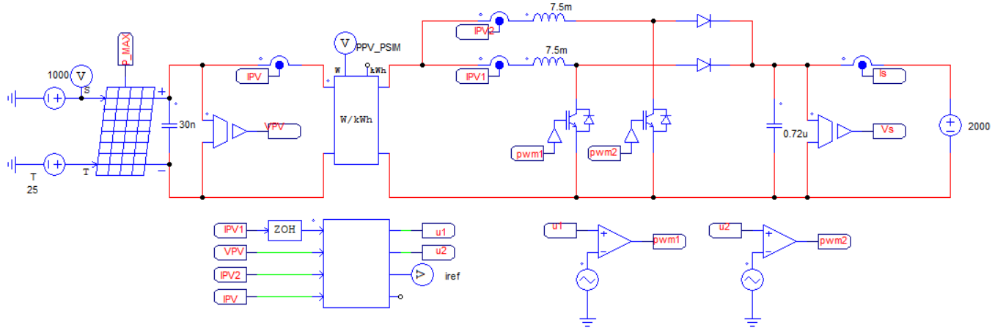 7.5m
IPV2
P_MAX
V
PPV_PSIM
7.5m
1000
V
W
kWh
S
IPV
IPV1
Is
+
30n
VPV
W/kWh
0.72u
Vs
2000
pwm1
pwm2
T
T
25
IPV1
ZOH
u1
u1
u2
VPV
u2
pwm1
pwm2
IPV2
V
iref
IPV